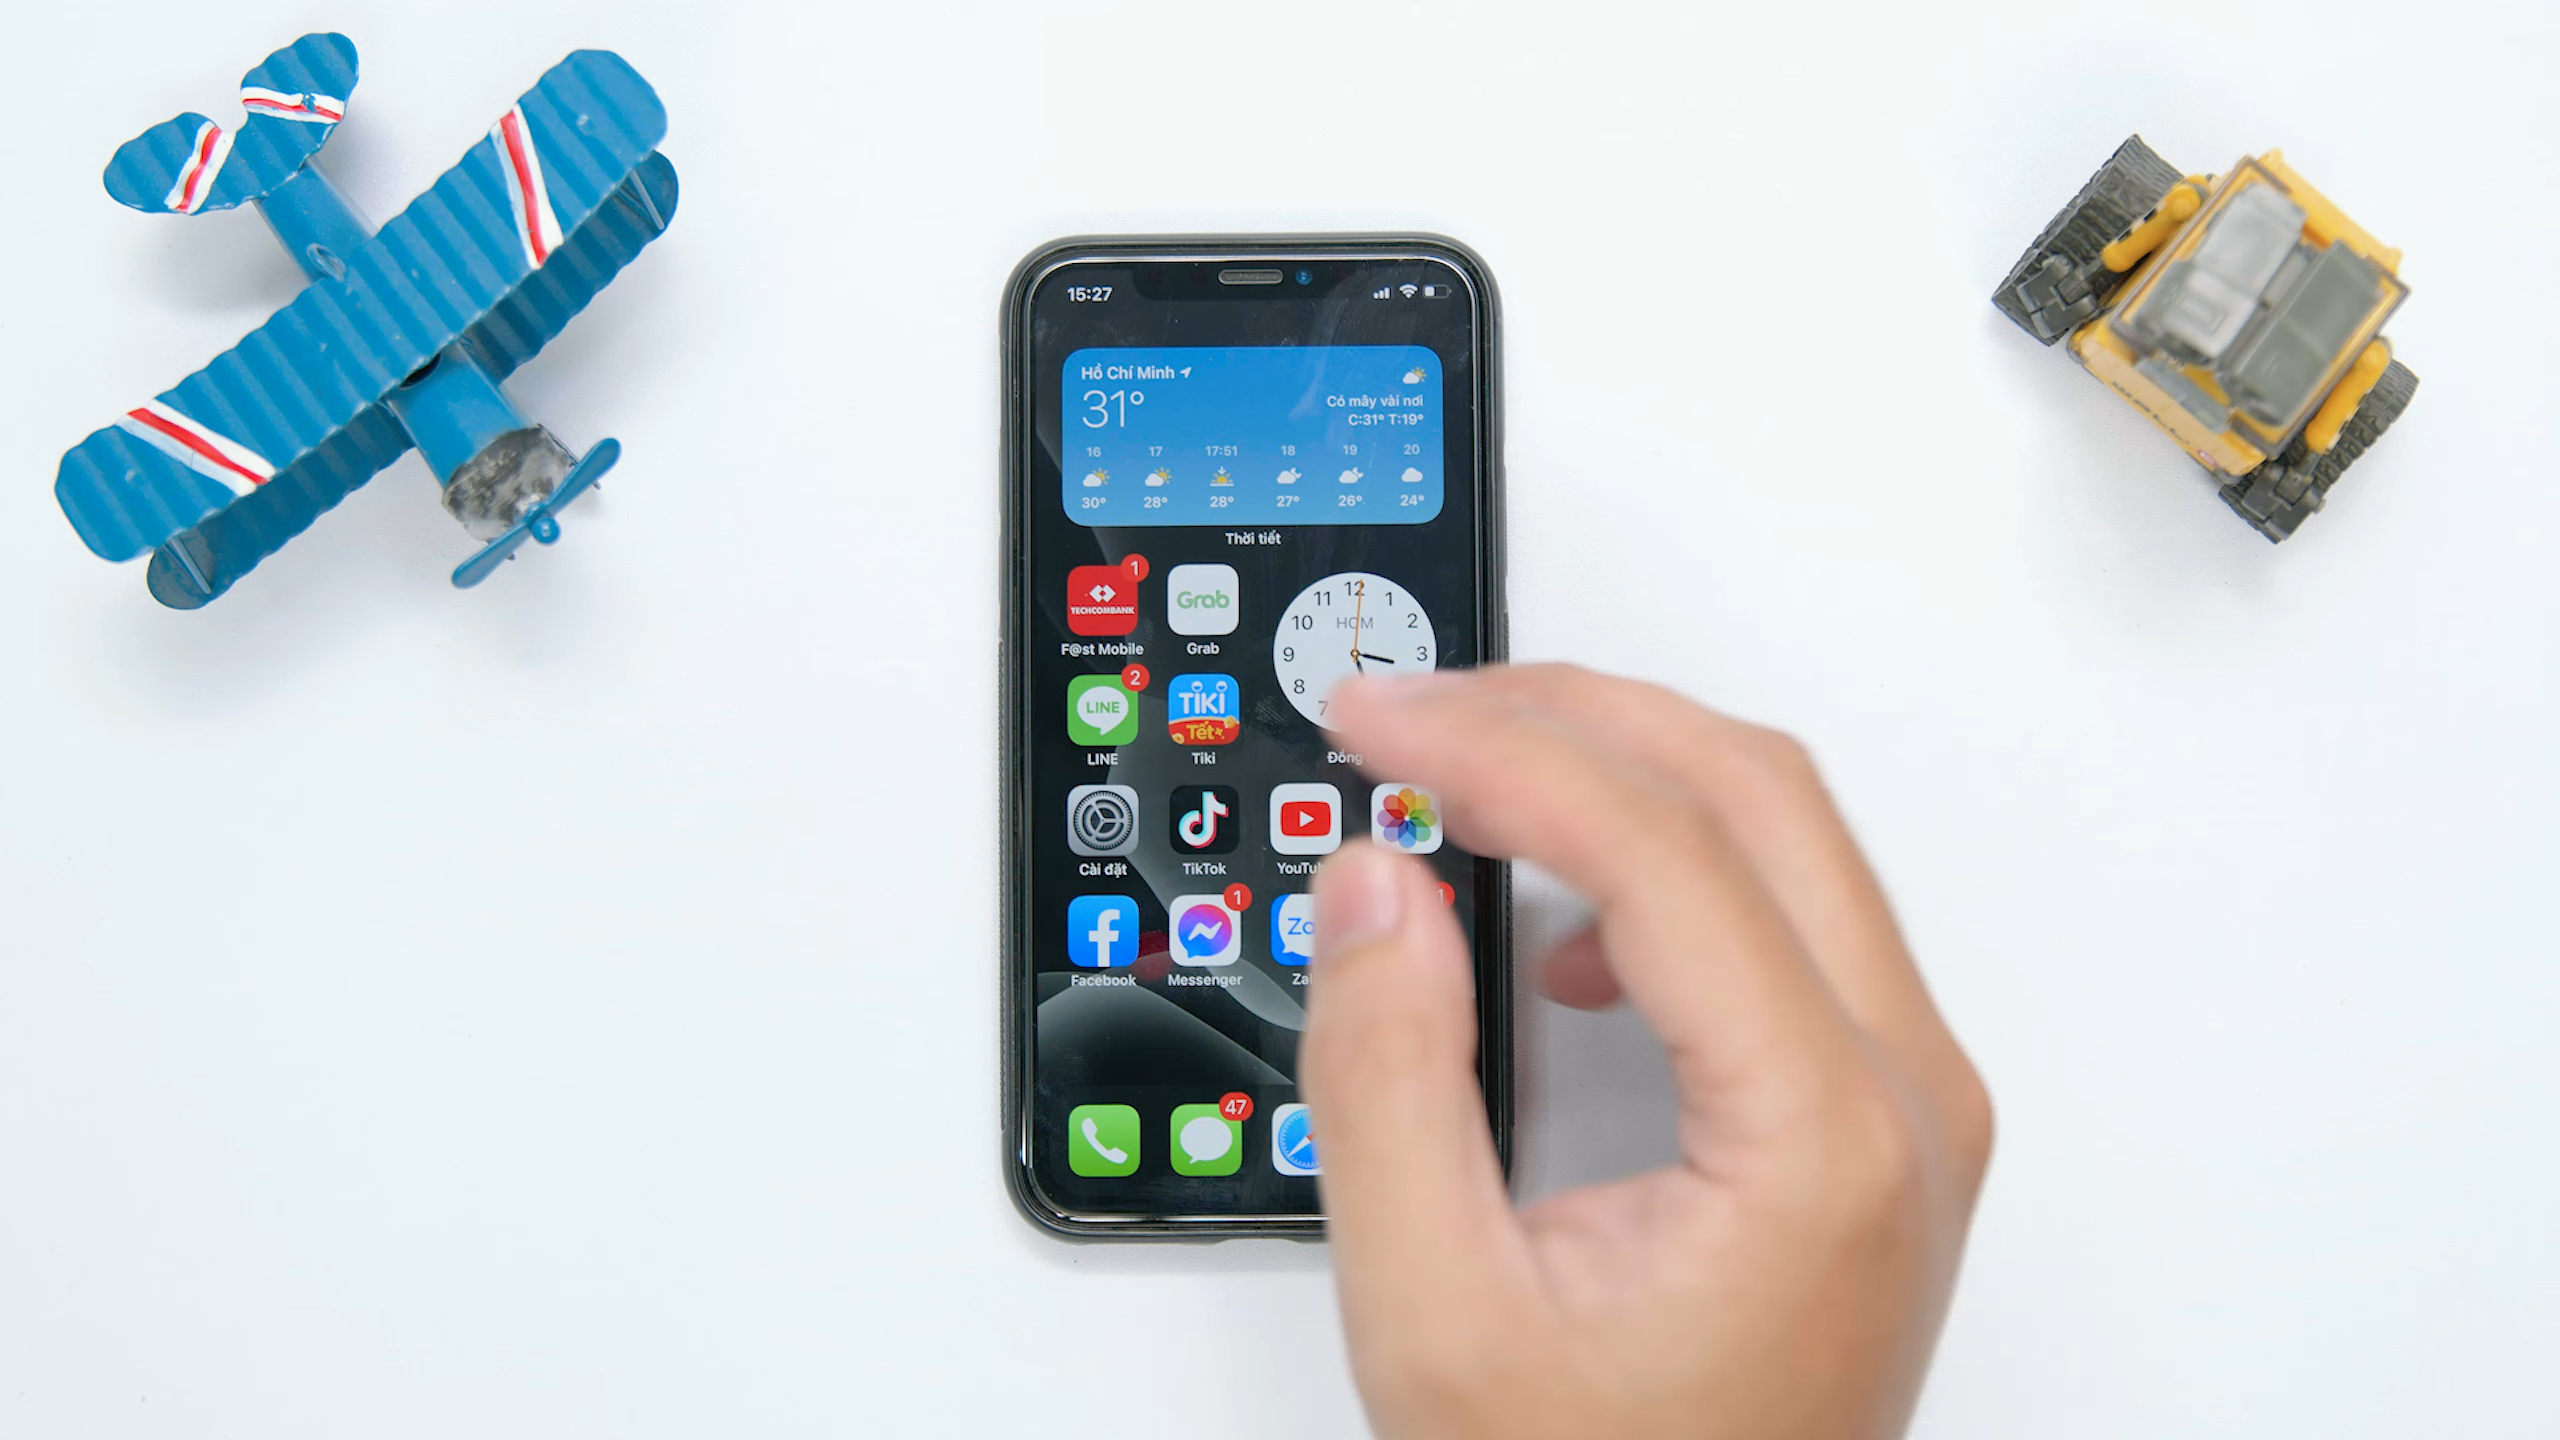 15:27
Hồ Chí Minh
31°
Có mây vài nơi
C:31° T:19°
16 17 17:51 18 19 20
30° 28° 28° 27° 26° 24°
Thời tiết
1
TECHCOMBANK
Grab
F@st Mobile
Grab
12
11 1
HCM
10 2
9 3
8
7
2
LINE
TIKI
Tết
LINE
Tiki
Đồng
Cài đặt
TikTok
1
1
Facebook
Messenger
47